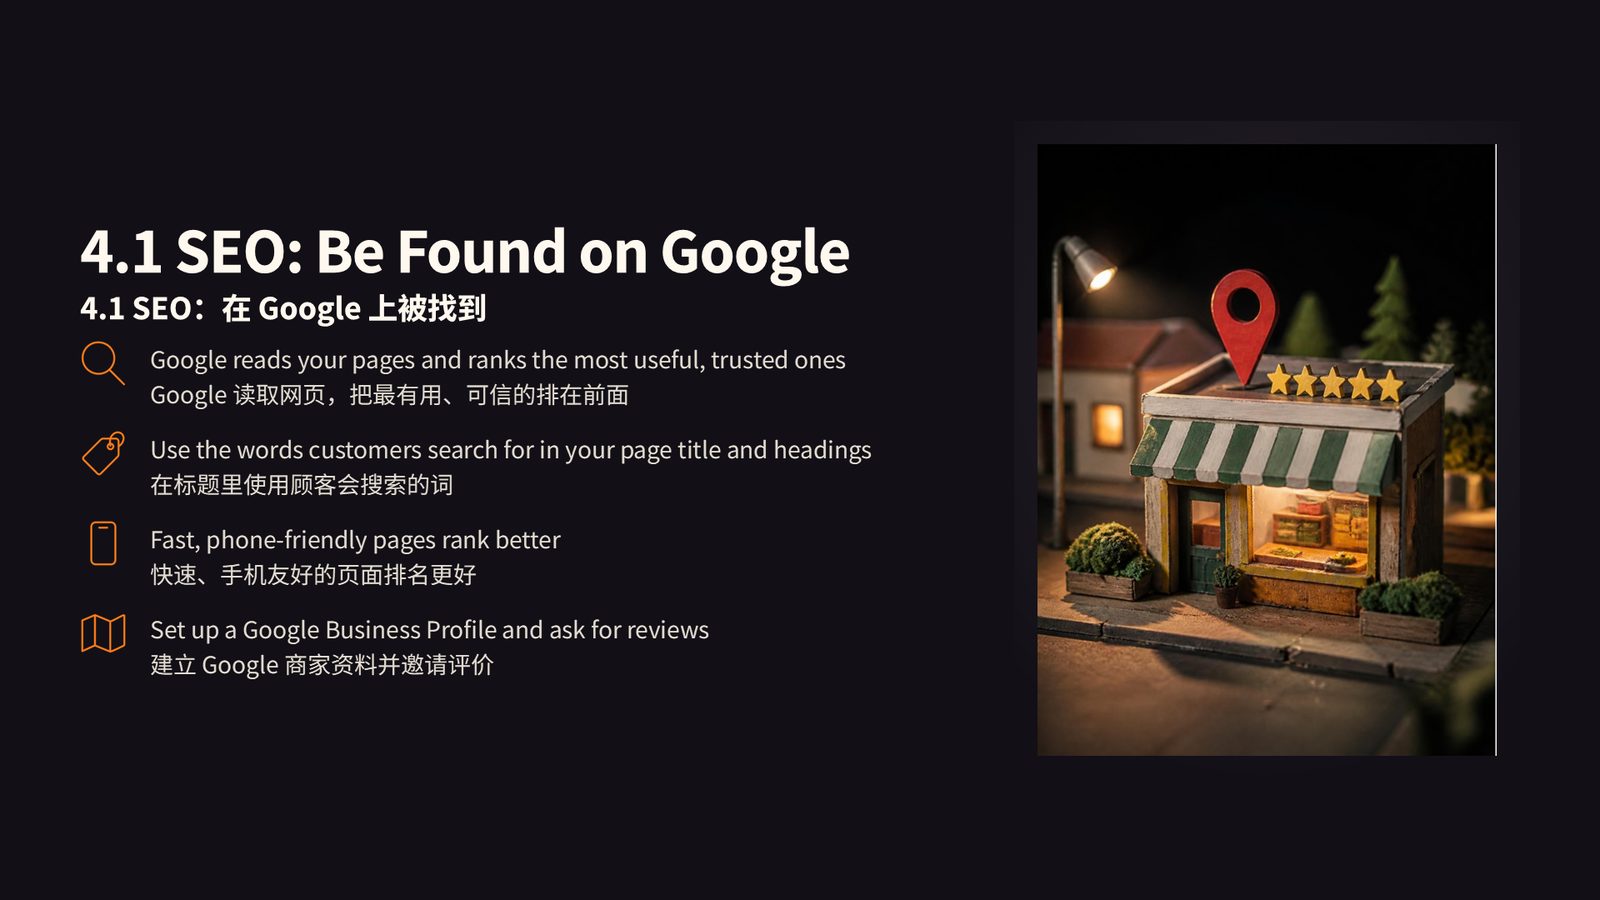 4.1 SEO: Be Found on Google
4.1 SEO：在 Google 上被找到
Google reads your pages and ranks the most useful, trusted ones
Google 读取网页，把最有用、可信的排在前面
Use the words customers search for in your page title and headings
在标题里使用顾客会搜索的词
Fast, phone-friendly pages rank better
快速、手机友好的页面排名更好
Set up a Google Business Profile and ask for reviews
建立 Google 商家资料并邀请评价